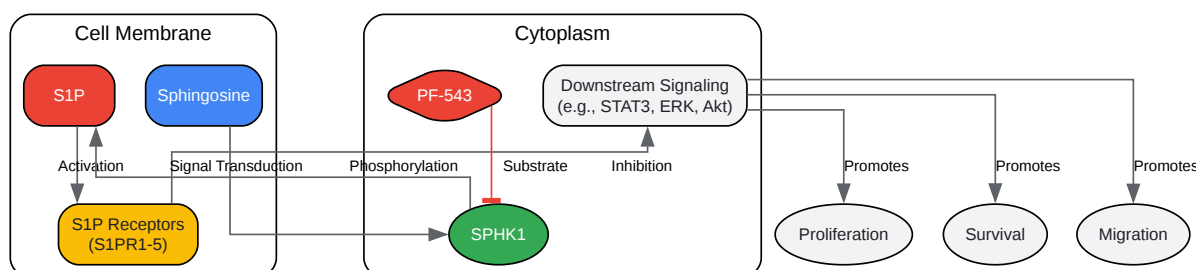 Cell Membrane
Cytoplasm
S1P
Sphingosine
PF-543
Downstream Signaling
(e.g., STAT3, ERK, Akt)
Activation
Signal Transduction
Phosphorylation
Substrate
Inhibition
Promotes
Promotes
Promotes
S1P Receptors
(S1PR1-5)
SPHK1
Proliferation
Survival
Migration